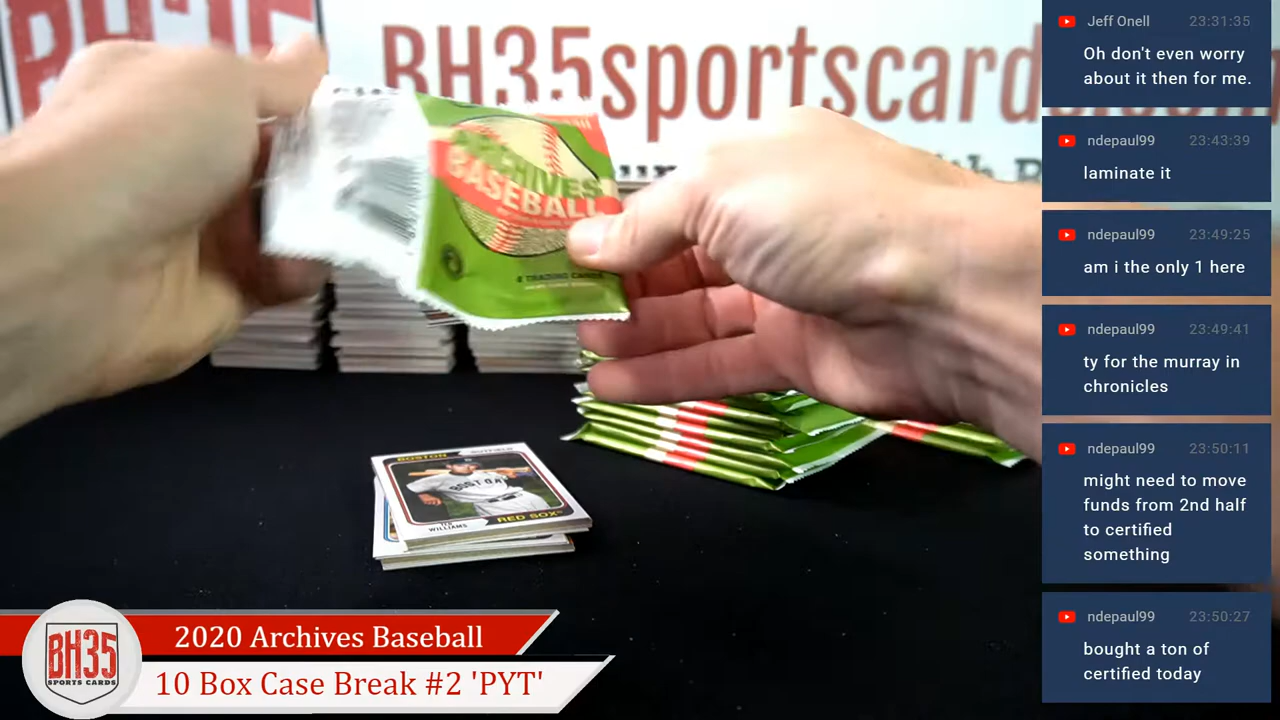 BH35
BH35sportscard
ARCHIVES
BASEBALL
BOSTON
OUTFIELD
BOSTON
TED
WILLIAMS
RED SOX
BH35
SPORTS CARDS
2020 Archives Baseball
10 Box Case Break #2 'PYT'
Jeff Onell 23:31:35
Oh don't even worry
about it then for me.
ndepaul99 23:43:39
laminate it
ndepaul99 23:49:25
am i the only 1 here
ndepaul99 23:49:41
ty for the murray in
chronicles
ndepaul99 23:50:11
might need to move
funds from 2nd half
to certified
something
ndepaul99 23:50:27
bought a ton of
certified today